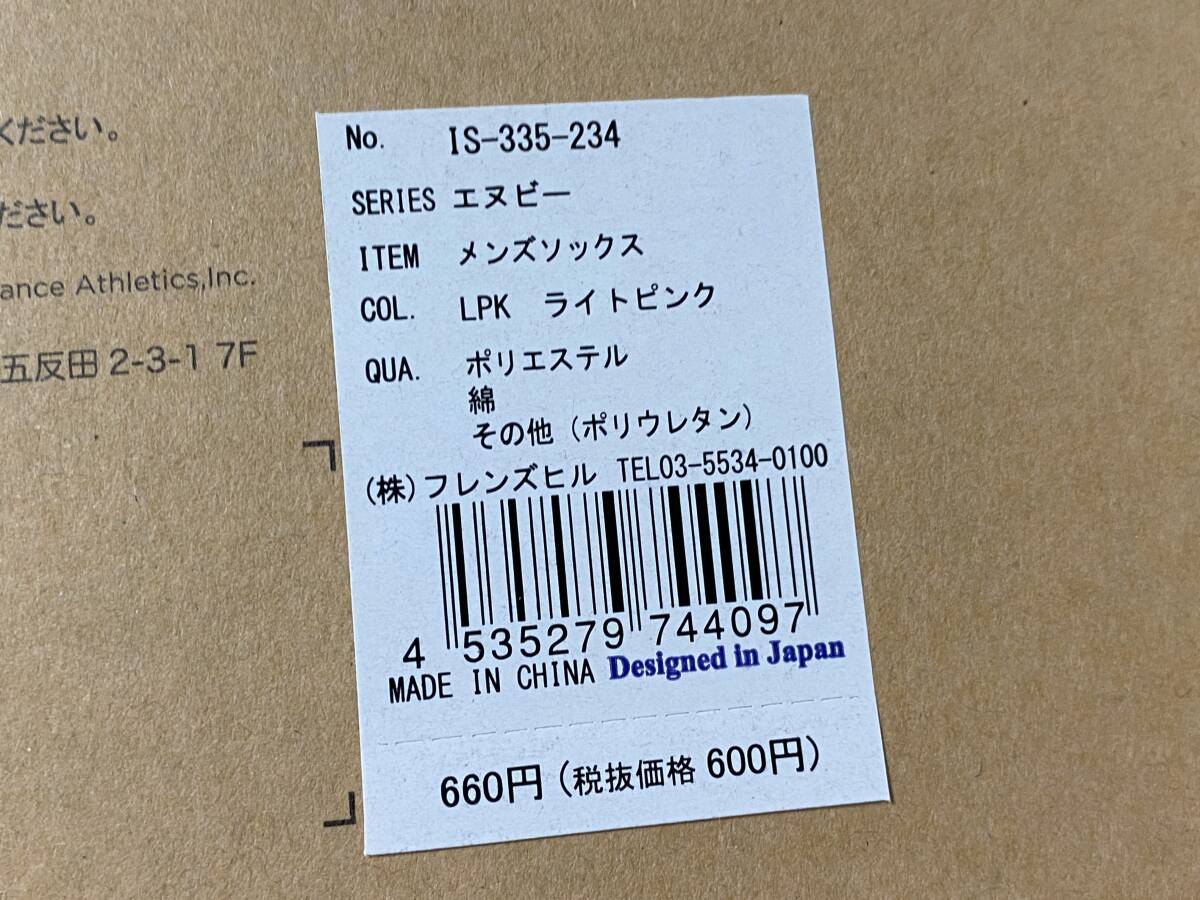 ください。
ださい。
ance Athletics,Inc.
五反田 2-3-1 7F
No. IS-335-234
SERIES エヌビー
ITEM メンズソックス
COL. LPK ライトピンク
QUA. ポリエステル
綿
その他（ポリウレタン）
(株)フレンズヒル TEL03-5534-0100
4 535279 744097
MADE IN CHINA Designed in Japan
660円（税抜価格 600円）